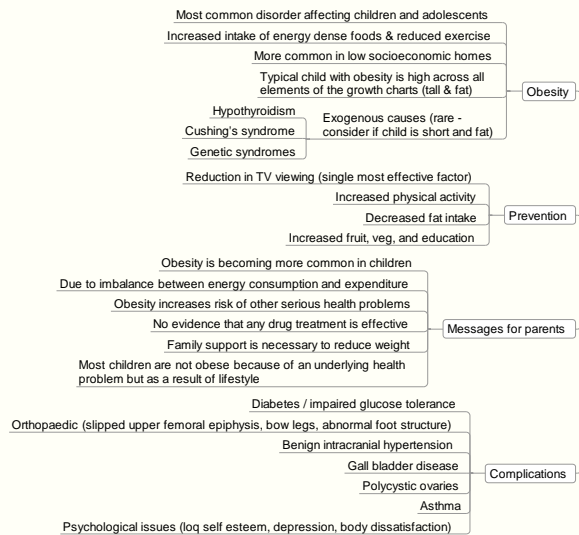 Most common disorder affecting children and adolescents
Increased intake of energy dense foods & reduced exercise
More common in low socioeconomic homes
Typical child with obesity is high across all
elements of the growth charts (tall & fat)
Obesity
Hypothyroidism
Cushing's syndrome
Genetic syndromes
Exogenous causes (rare -
consider if child is short and fat)
Reduction in TV viewing (single most effective factor)
Increased physical activity
Decreased fat intake
Increased fruit, veg, and education
Prevention
Obesity is becoming more common in children
Due to imbalance between energy consumption and expenditure
Obesity increases risk of other serious health problems
No evidence that any drug treatment is effective
Family support is necessary to reduce weight
Most children are not obese because of an underlying health
problem but as a result of lifestyle
Messages for parents
Diabetes / impaired glucose tolerance
Orthopaedic (slipped upper femoral epiphysis, bow legs, abnormal foot structure)
Benign intracranial hypertension
Gall bladder disease
Polycystic ovaries
Asthma
Psychological issues (loq self esteem, depression, body dissatisfaction)
Complications